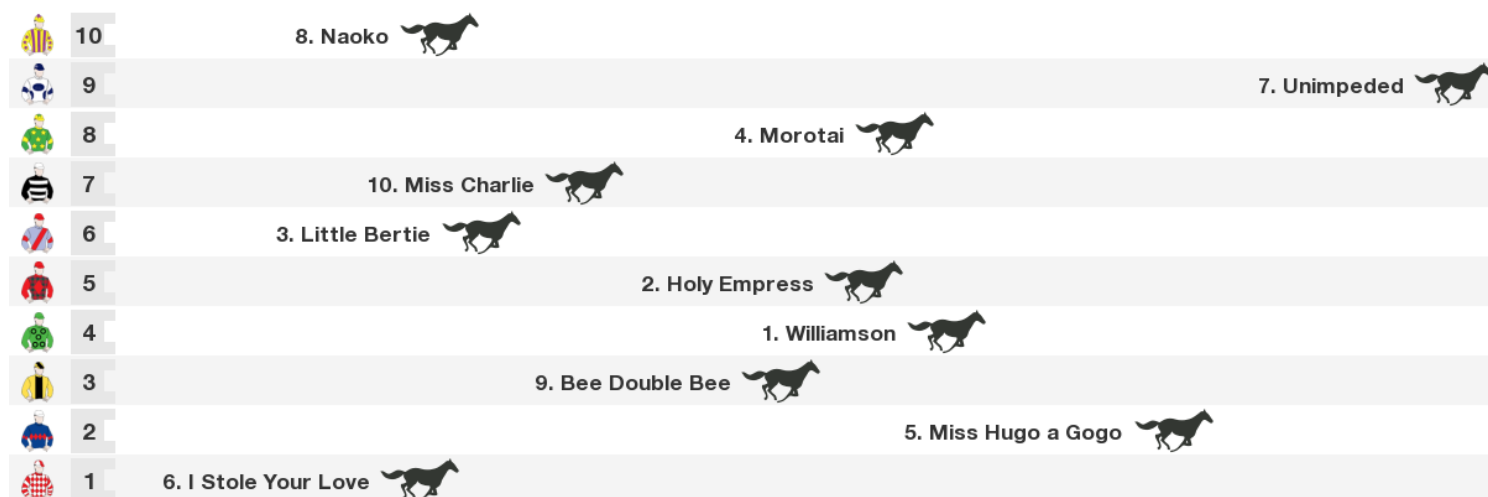 10 8. Naoko
9 7. Unimpeded
8 4. Morotai
7 10. Miss Charlie
6 3. Little Bertie
5 2. Holy Empress
4 1. Williamson
3 9. Bee Double Bee
2 5. Miss Hugo a Gogo
1 6. I Stole Your Love